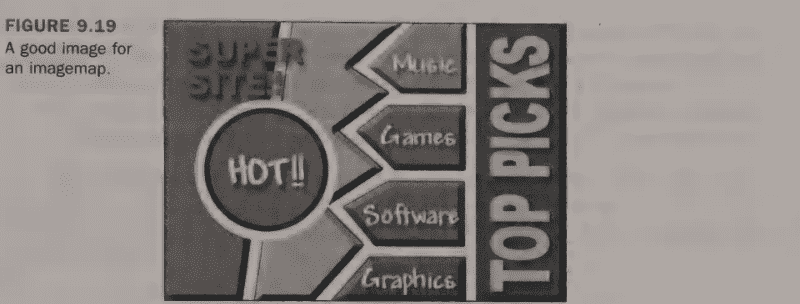 FIGURE 9.19
A good image for
an imagemap.
SUPER
SITE!
HOT!!
Music
Games
Software
Graphics
TOP PICKS